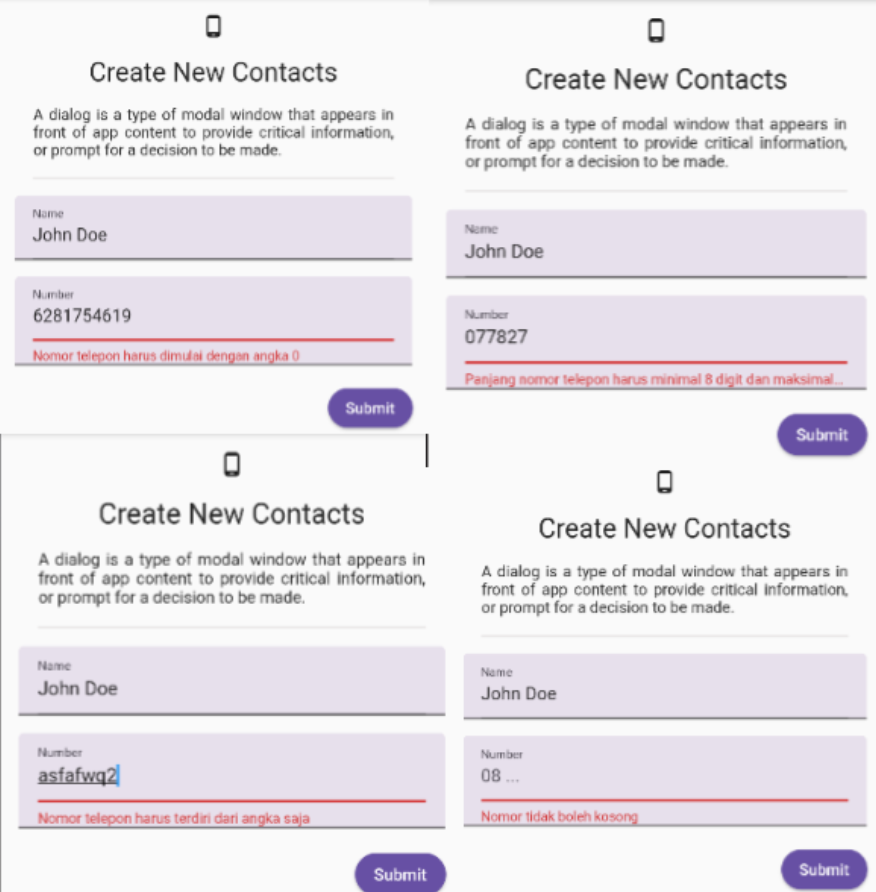 Create New Contacts
A dialog is a type of modal window that appears in
front of app content to provide critical information,
or prompt for a decision to be made.
Name
John Doe
Number
6281754619
Nomor telepon harus dimulai dengan angka 0
Submit
Create New Contacts
A dialog is a type of modal window that appears in
front of app content to provide critical information,
or prompt for a decision to be made.
Name
John Doe
Number
077827
Panjang nomor telepon harus minimal 8 digit dan maksimal...
Submit
Create New Contacts
A dialog is a type of modal window that appears in
front of app content to provide critical information,
or prompt for a decision to be made.
Name
John Doe
Number
asfafwq2
Nomor telepon harus terdiri dari angka saja
Submit
Create New Contacts
A dialog is a type of modal window that appears in
front of app content to provide critical information,
or prompt for a decision to be made.
Name
John Doe
Number
08 ...
Nomor tidak boleh kosong
Submit